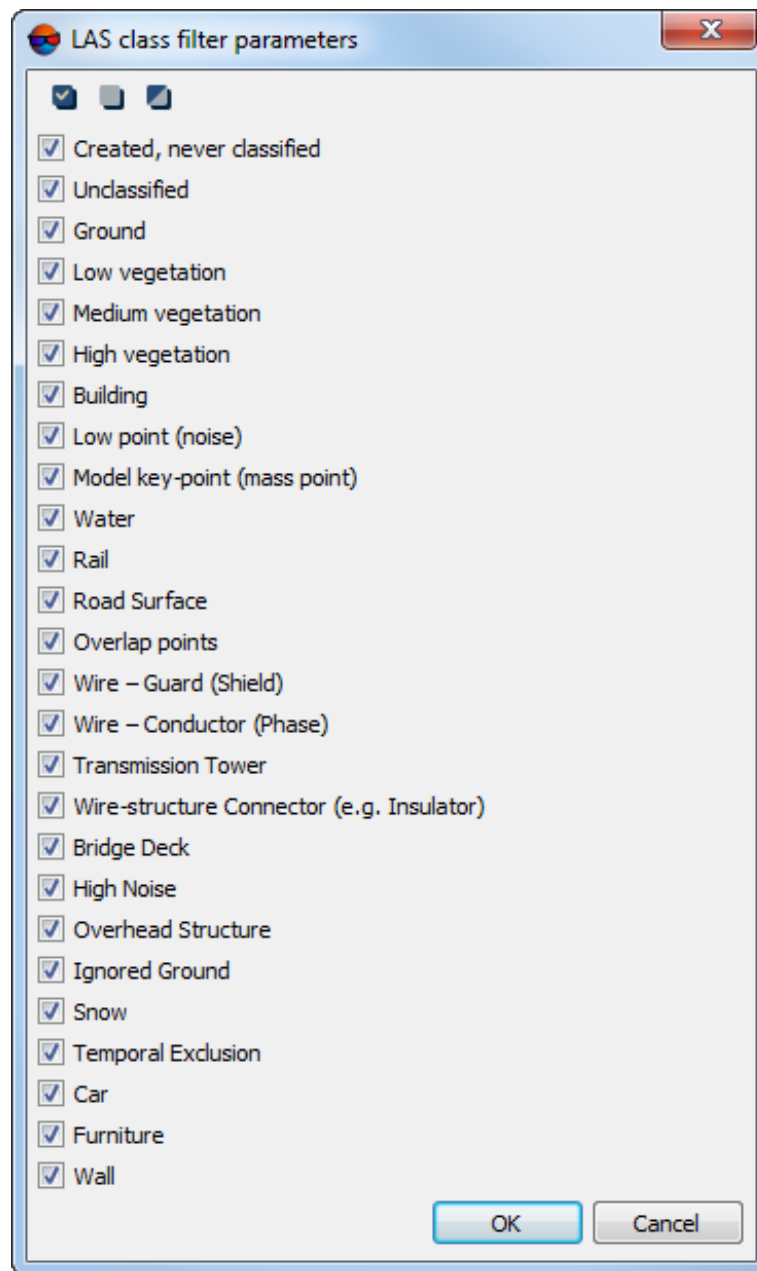 LAS class filter parameters
Created, never classified
Unclassified
Ground
Low vegetation
Medium vegetation
High vegetation
Building
Low point (noise)
Model key-point (mass point)
Water
Rail
Road Surface
Overlap points
Wire – Guard (Shield)
Wire – Conductor (Phase)
Transmission Tower
Wire-structure Connector (e.g. Insulator)
Bridge Deck
High Noise
Overhead Structure
Ignored Ground
Snow
Temporal Exclusion
Car
Furniture
Wall
OK Cancel